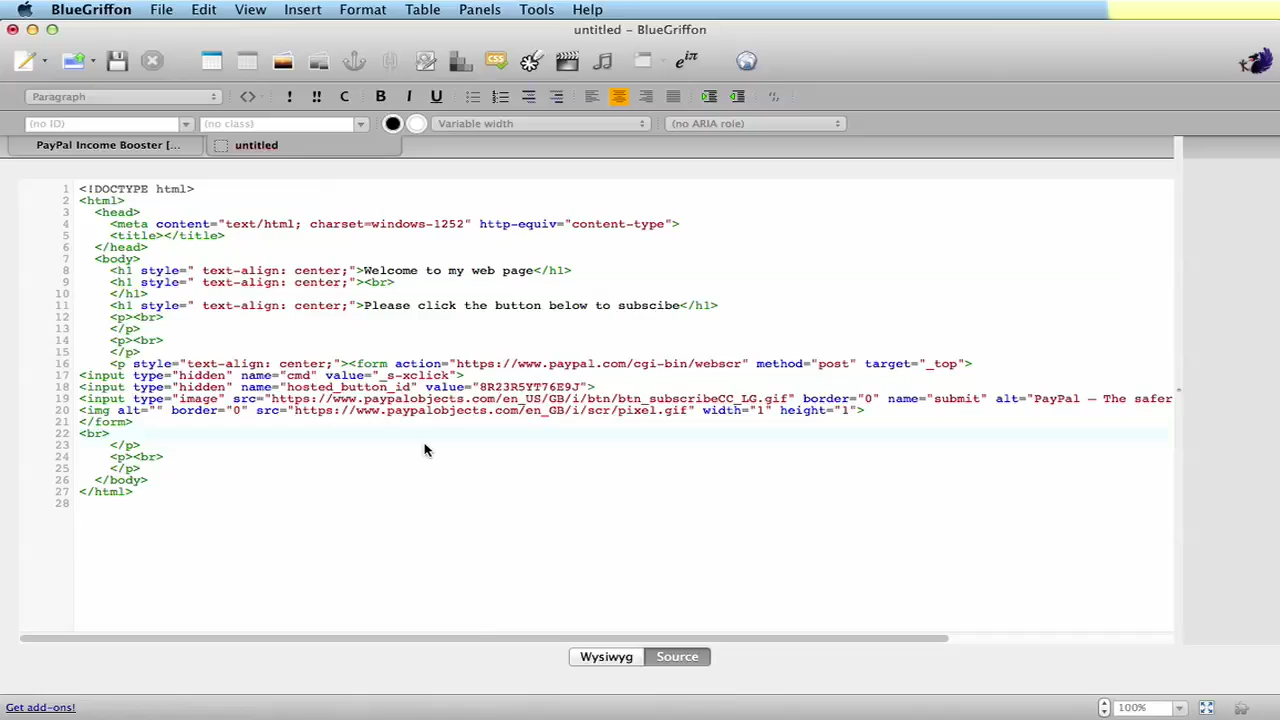 BlueGriffon File Edit View Insert Format Table Panels Tools Help
untitled – BlueGriffon
Paragraph ! !! C B I U
(no ID) (no class) Variable width (no ARIA role)
PayPal Income Booster [... untitled
1 <!DOCTYPE html>
2 <html>
3 <head>
4 <meta content="text/html; charset=windows-1252" http-equiv="content-type">
5 <title></title>
6 </head>
7 <body>
8 <h1 style=" text-align: center;">Welcome to my web page</h1>
9 <h1 style=" text-align: center;"><br>
10 </h1>
11 <h1 style=" text-align: center;">Please click the button below to subscibe</h1>
12 <p><br>
13 </p>
14 <p><br>
15 </p>
16 <p style="text-align: center;"><form action="https://www.paypal.com/cgi-bin/webscr" method="post" target="_top">
17 <input type="hidden" name="cmd" value="_s-xclick">
18 <input type="hidden" name="hosted_button_id" value="8R23R5YT76E9J">
19 <input type="image" src="https://www.paypalobjects.com/en_US/GB/i/btn/btn_subscribeCC_LG.gif" border="0" name="submit" alt="PayPal — The safer
20 <img alt="" border="0" src="https://www.paypalobjects.com/en_GB/i/scr/pixel.gif" width="1" height="1">
21 </form>
22 <br>
23 </p>
24 <p><br>
25 </p>
26 </body>
27 </html>
28
Wysiwyg Source
Get add-ons! 100%